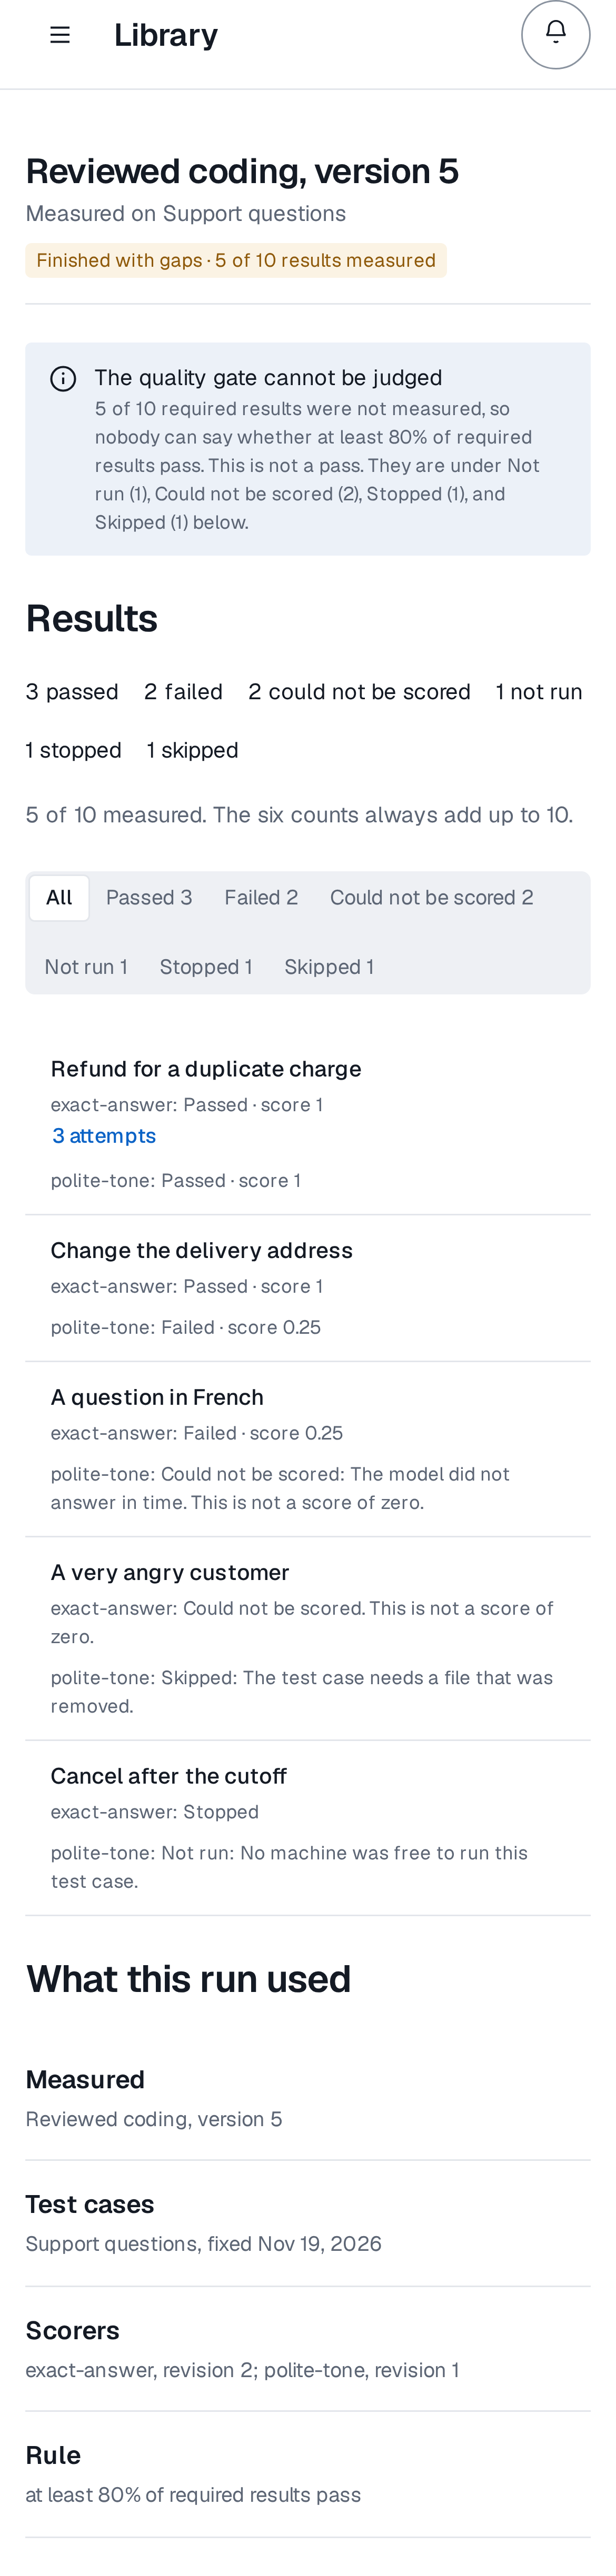 Library
Reviewed coding, version 5
Measured on Support questions
Finished with gaps · 5 of 10 results measured
The quality gate cannot be judged
5 of 10 required results were not measured, so
nobody can say whether at least 80% of required
results pass. This is not a pass. They are under Not
run (1), Could not be scored (2), Stopped (1), and
Skipped (1) below.
Results
3 passed 2 failed 2 could not be scored 1 not run
1 stopped 1 skipped
5 of 10 measured. The six counts always add up to 10.
All Passed 3 Failed 2 Could not be scored 2
Not run 1 Stopped 1 Skipped 1
Refund for a duplicate charge
exact-answer: Passed · score 1
3 attempts
polite-tone: Passed · score 1
Change the delivery address
exact-answer: Passed · score 1
polite-tone: Failed · score 0.25
A question in French
exact-answer: Failed · score 0.25
polite-tone: Could not be scored: The model did not
answer in time. This is not a score of zero.
A very angry customer
exact-answer: Could not be scored. This is not a score of
zero.
polite-tone: Skipped: The test case needs a file that was
removed.
Cancel after the cutoff
exact-answer: Stopped
polite-tone: Not run: No machine was free to run this
test case.
What this run used
Measured
Reviewed coding, version 5
Test cases
Support questions, fixed Nov 19, 2026
Scorers
exact-answer, revision 2; polite-tone, revision 1
Rule
at least 80% of required results pass